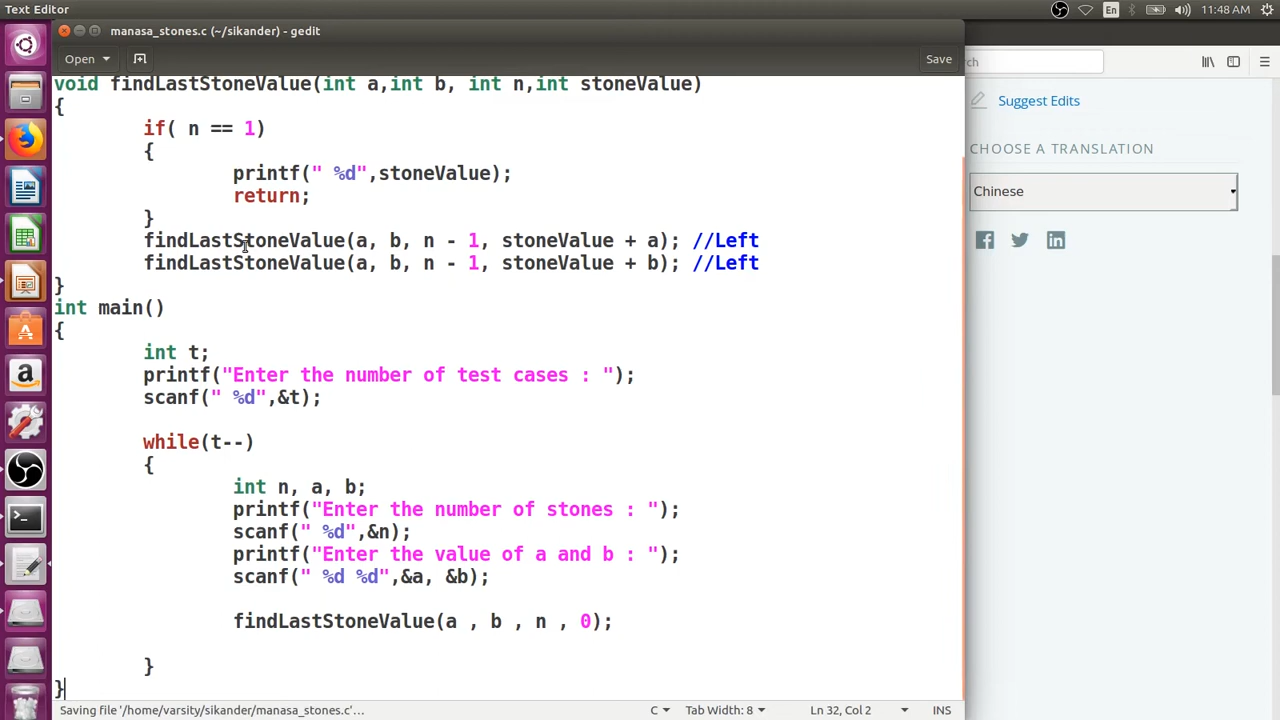 Text Editor
En
11:48 AM
manasa_stones.c (~/sikander) - gedit
Open
Save
rch
void findLastStoneValue(int a,int b, int n,int stoneValue)
{
if( n == 1)
{
printf(" %d",stoneValue);
return;
}
findLastStoneValue(a, b, n - 1, stoneValue + a); //Left
findLastStoneValue(a, b, n - 1, stoneValue + b); //Left
}
int main()
{
int t;
printf("Enter the number of test cases : ");
scanf(" %d",&t);
while(t--)
{
int n, a, b;
printf("Enter the number of stones : ");
scanf(" %d",&n);
printf("Enter the value of a and b : ");
scanf(" %d %d",&a, &b);
findLastStoneValue(a , b , n , 0);
}
}
Saving file '/home/varsity/sikander/manasa_stones.c'...
C
Tab Width: 8
Ln 32, Col 2
INS
Suggest Edits
CHOOSE A TRANSLATION
Chinese